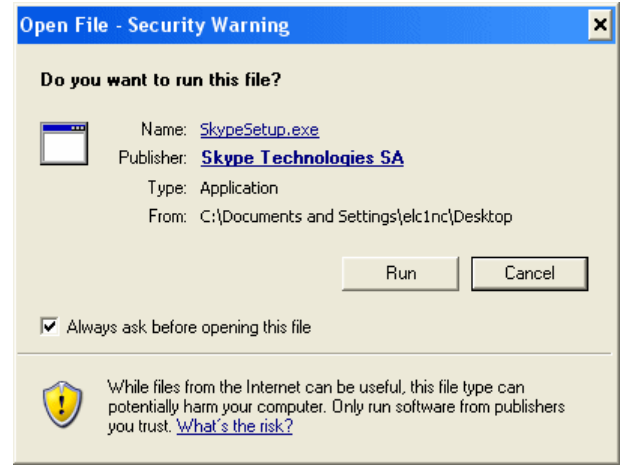 Open File - Security Warning
Do you want to run this file?
Name: SkypeSetup.exe
Publisher: Skype Technologies SA
Type: Application
From: C:\Documents and Settings\elc1nc\Desktop
Run Cancel
Always ask before opening this file
While files from the Internet can be useful, this file type can
potentially harm your computer. Only run software from publishers
you trust. What's the risk?